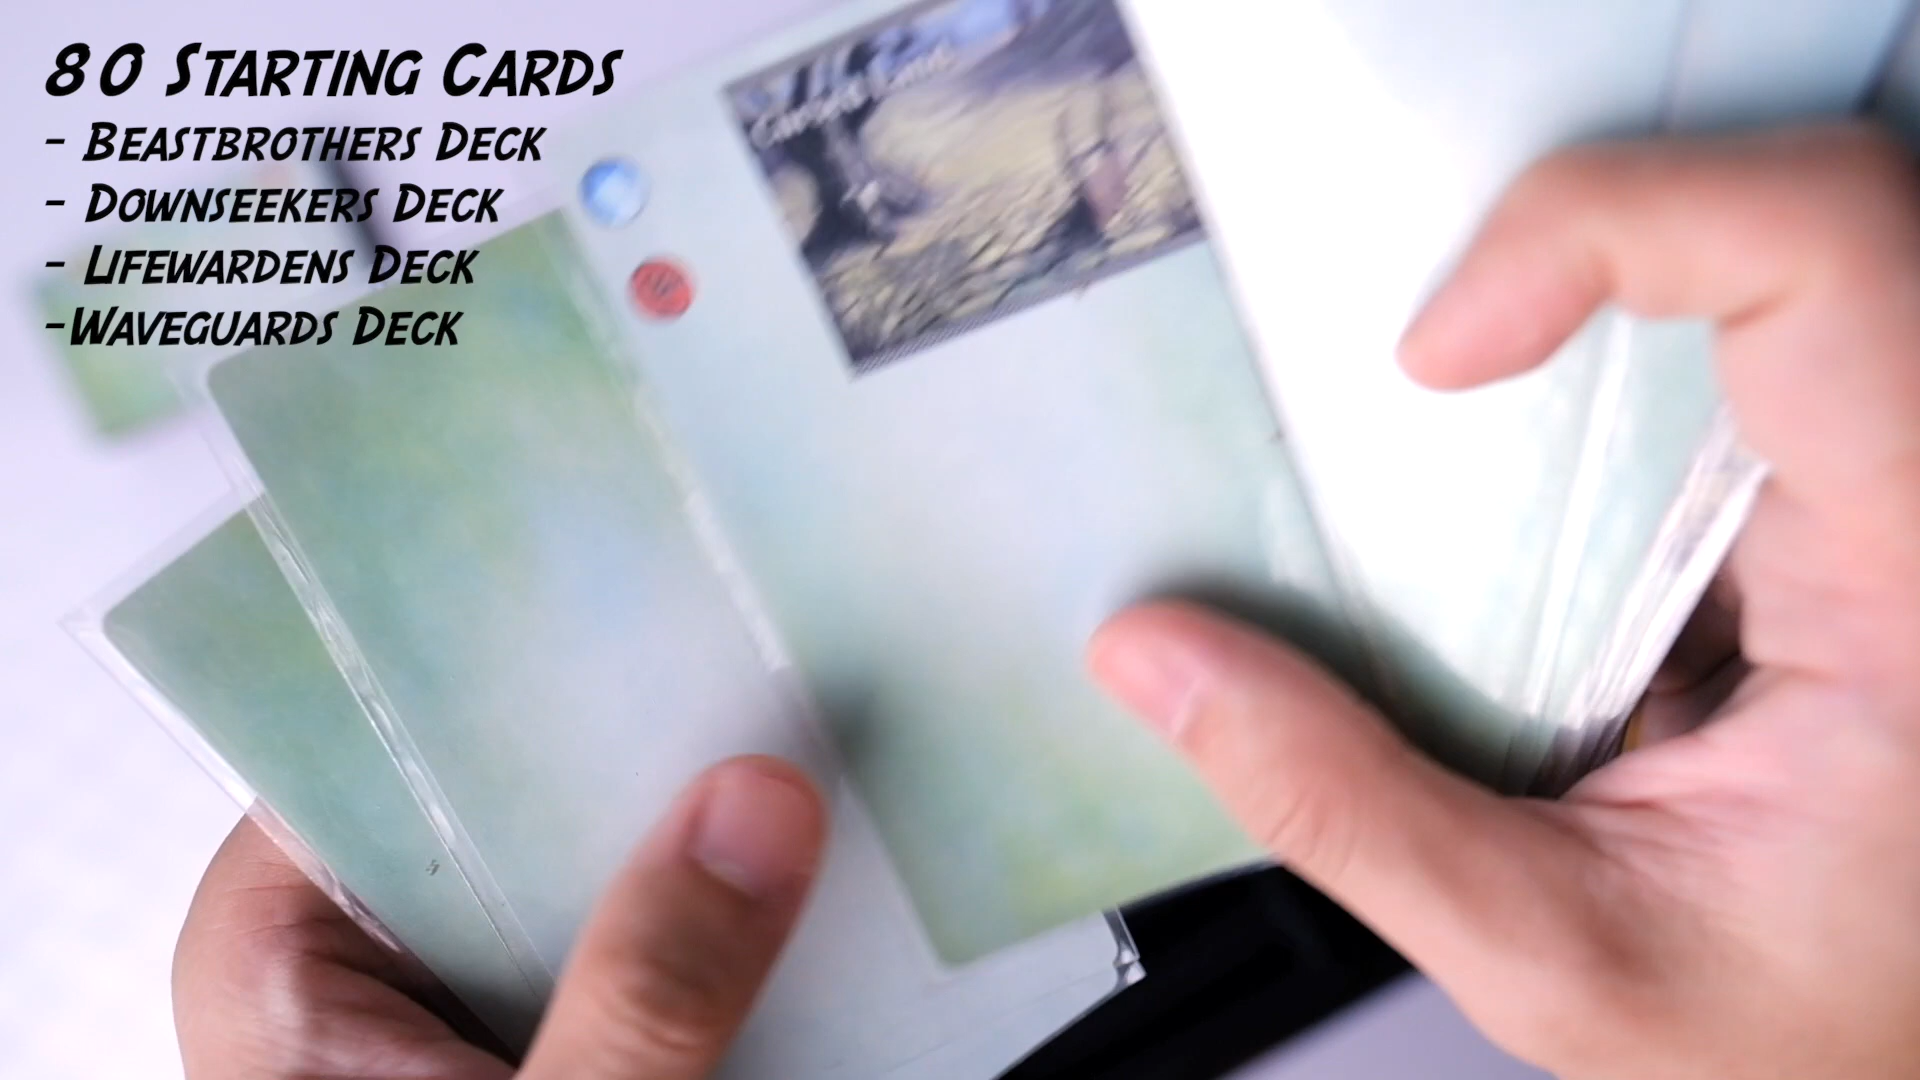 80 Starting Cards
- Beastbrothers Deck
- Downseekers Deck
- Lifewardens Deck
-Waveguards Deck